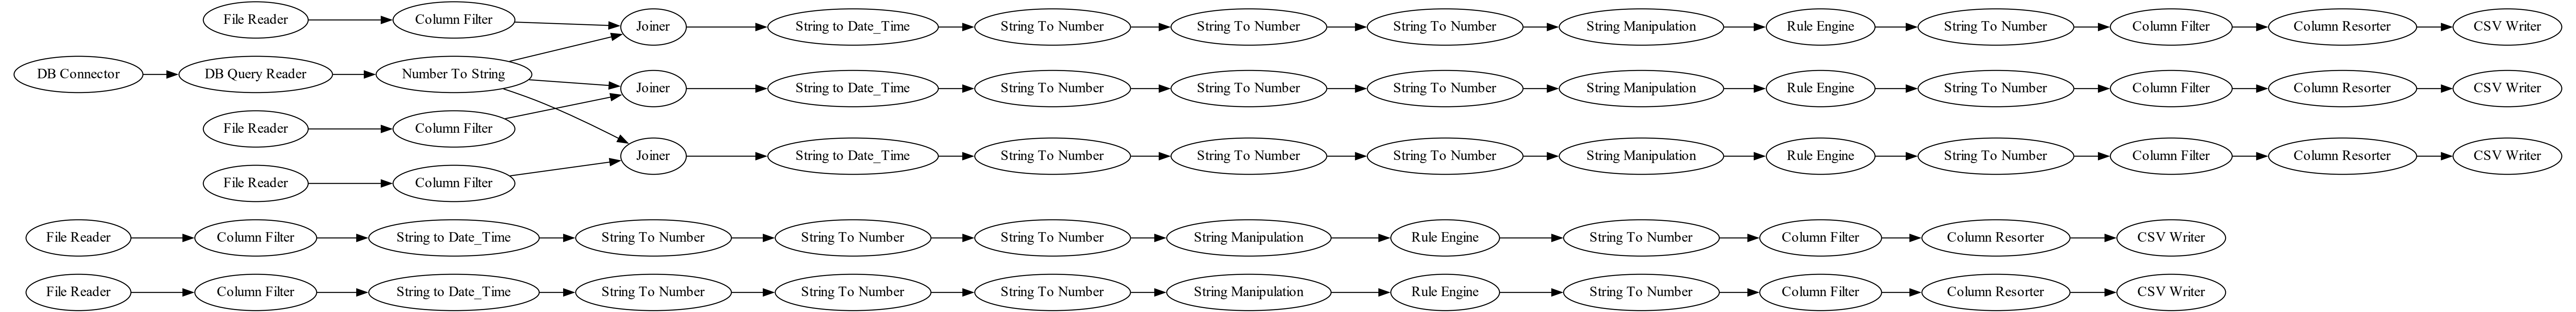 File Reader
Column Filter
Joiner
String to Date_Time
String To Number
String To Number
String To Number
String Manipulation
Rule Engine
String To Number
Column Filter
Column Resorter
CSV Writer
DB Connector
DB Query Reader
Number To String
Joiner
String to Date_Time
String To Number
String To Number
String To Number
String Manipulation
Rule Engine
String To Number
Column Filter
Column Resorter
CSV Writer
File Reader
Column Filter
Joiner
String to Date_Time
String To Number
String To Number
String To Number
String Manipulation
Rule Engine
String To Number
Column Filter
Column Resorter
CSV Writer
File Reader
Column Filter
File Reader
Column Filter
String to Date_Time
String To Number
String To Number
String To Number
String Manipulation
Rule Engine
String To Number
Column Filter
Column Resorter
CSV Writer
File Reader
Column Filter
String to Date_Time
String To Number
String To Number
String To Number
String Manipulation
Rule Engine
String To Number
Column Filter
Column Resorter
CSV Writer